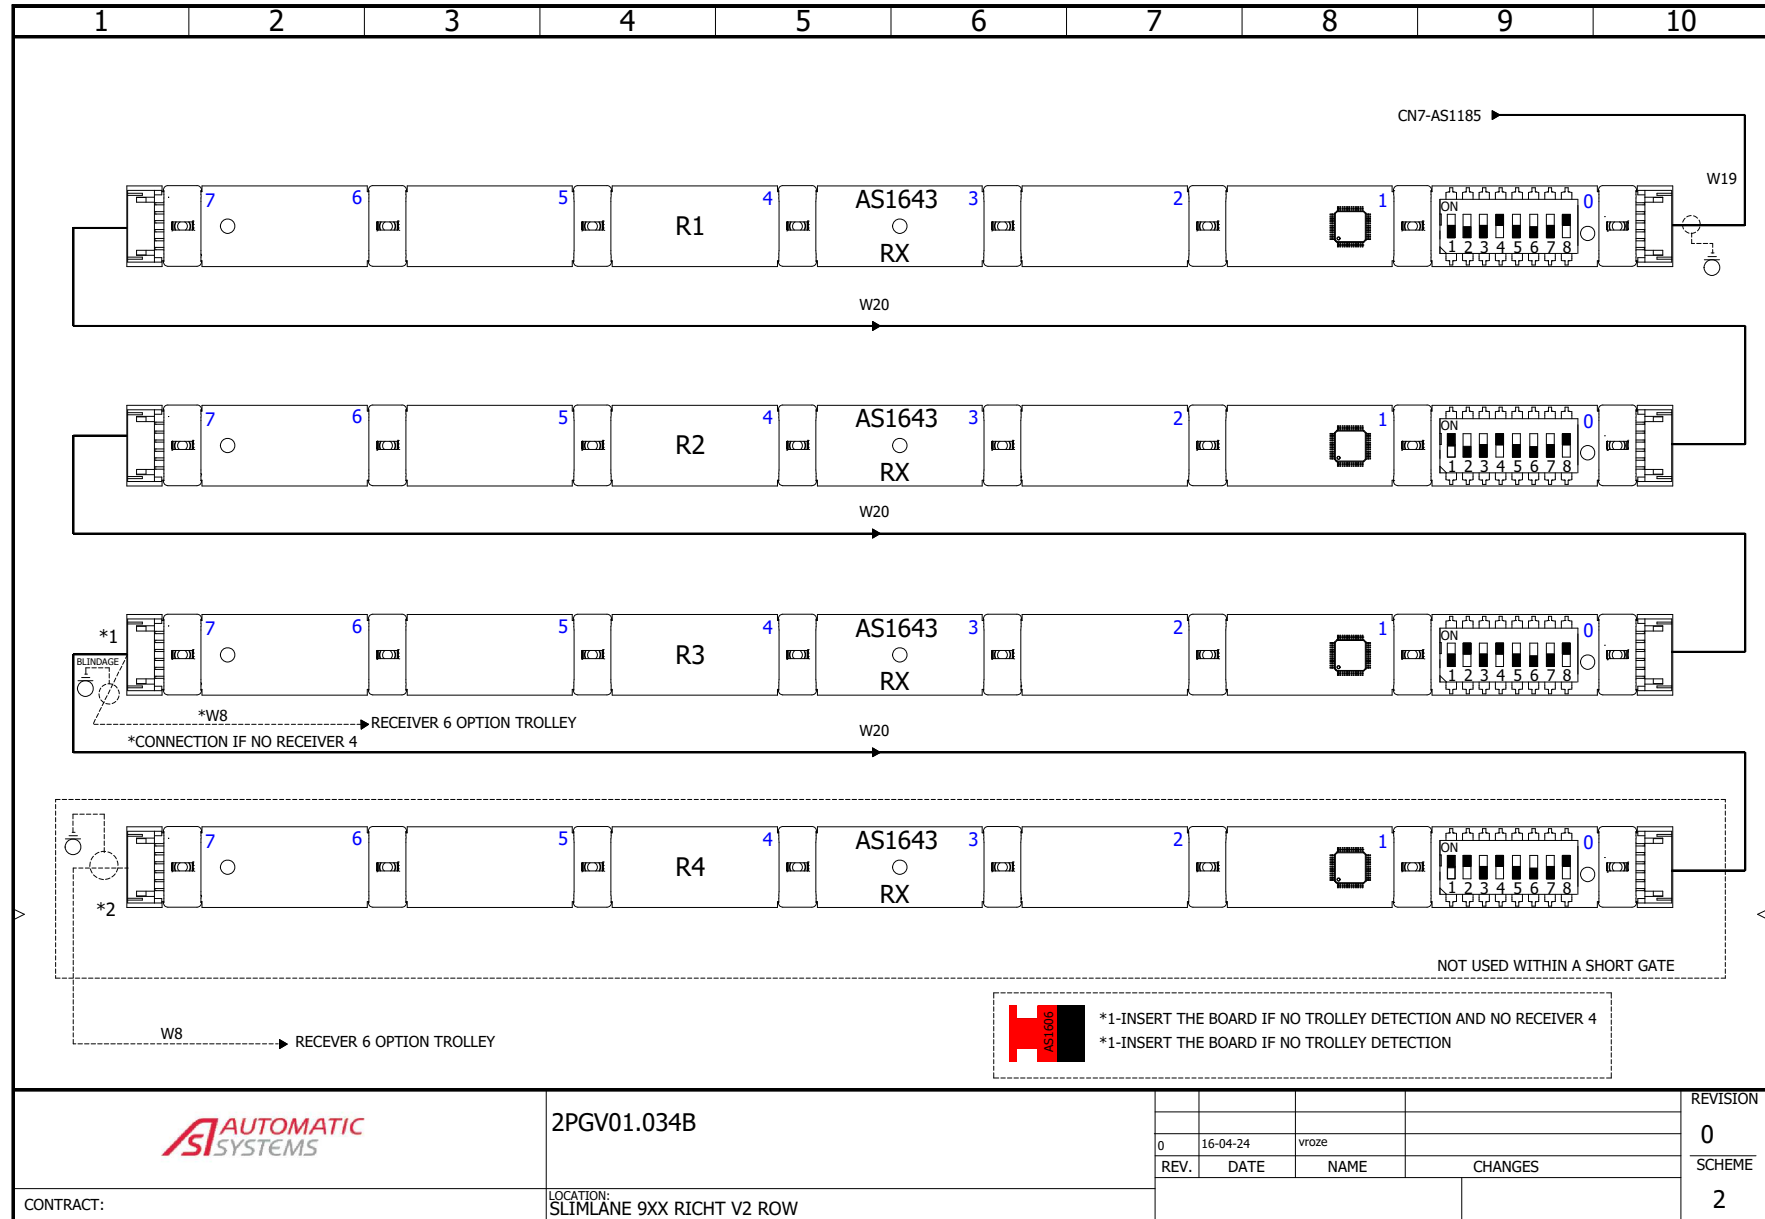 1 2 3 4 5 6 7 8 9 10
CN7-AS1185
W19
7 6 5 4 AS1643 3 2 1 0
R1
RX
ON
1 2 3 4 5 6 7 8
W20
7 6 5 4 AS1643 3 2 1 0
R2
RX
ON
1 2 3 4 5 6 7 8
W20
*1
7 6 5 4 AS1643 3 2 1 0
R3
RX
ON
1 2 3 4 5 6 7 8
BLINDAGE
*W8
RECEIVER 6 OPTION TROLLEY
*CONNECTION IF NO RECEIVER 4
W20
7 6 5 4 AS1643 3 2 1 0
R4
RX
ON
1 2 3 4 5 6 7 8
*2
NOT USED WITHIN A SHORT GATE
W8
RECEVER 6 OPTION TROLLEY
AS1606
*1-INSERT THE BOARD IF NO TROLLEY DETECTION AND NO RECEIVER 4
*1-INSERT THE BOARD IF NO TROLLEY DETECTION
AUTOMATIC
SYSTEMS
2PGV01.034B
0 16-04-24 vroze
REV. DATE NAME CHANGES
REVISION
0
SCHEME
2
CONTRACT:
LOCATION:
SLIMLANE 9XX RICHT V2 ROW